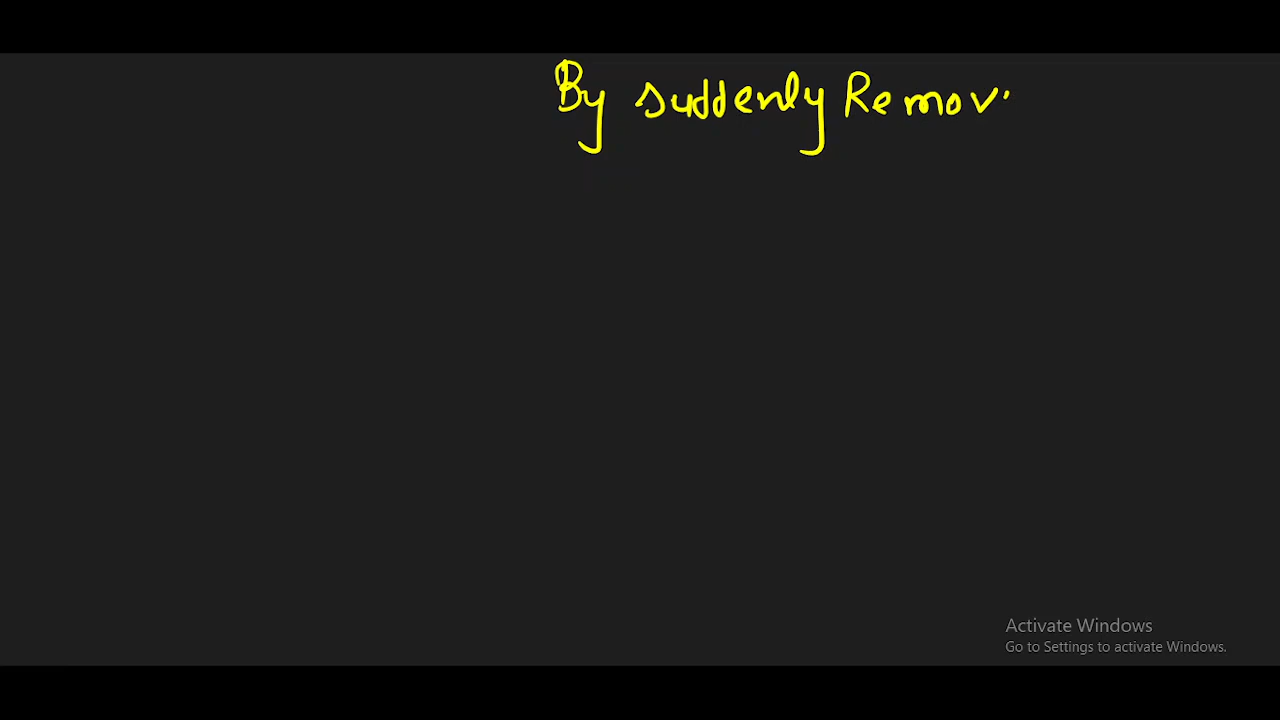 By suddenly Remov
Activate Windows
Go to Settings to activate Windows.